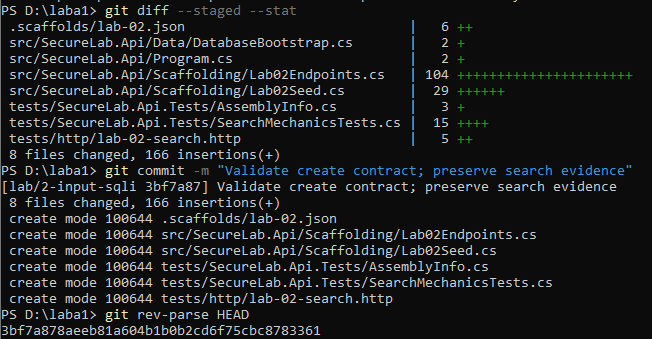 PS D:\laba1> git diff --staged --stat
 .scaffolds/lab-02.json                          |   6 ++
 src/SecureLab.Api/Data/DatabaseBootstrap.cs     |   2 +
 src/SecureLab.Api/Program.cs                    |   2 +
 src/SecureLab.Api/Scaffolding/Lab02Endpoints.cs | 104 ++++++++++++++++++++++
 src/SecureLab.Api/Scaffolding/Lab02Seed.cs      |  29 ++++++
 tests/SecureLab.Api.Tests/AssemblyInfo.cs       |   3 +
 tests/SecureLab.Api.Tests/SearchMechanicsTests.cs |  15 ++++
 tests/http/lab-02-search.http                   |   5 ++
 8 files changed, 166 insertions(+)
PS D:\laba1> git commit -m "Validate create contract; preserve search evidence"
[lab/2-input-sqli 3bf7a87] Validate create contract; preserve search evidence
 8 files changed, 166 insertions(+)
 create mode 100644 .scaffolds/lab-02.json
 create mode 100644 src/SecureLab.Api/Scaffolding/Lab02Endpoints.cs
 create mode 100644 src/SecureLab.Api/Scaffolding/Lab02Seed.cs
 create mode 100644 tests/SecureLab.Api.Tests/AssemblyInfo.cs
 create mode 100644 tests/SecureLab.Api.Tests/SearchMechanicsTests.cs
 create mode 100644 tests/http/lab-02-search.http
PS D:\laba1> git rev-parse HEAD
3bf7a878aeeb81a604b1b0b2cd6f75cbc8783361